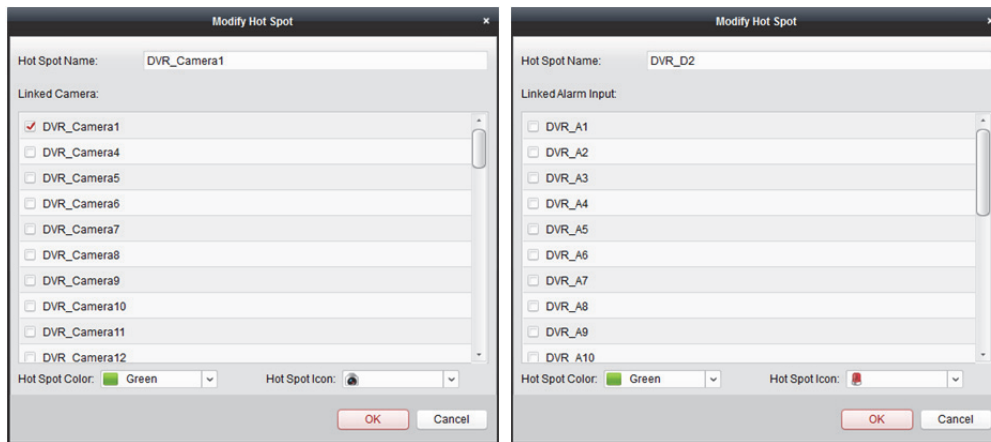 Modify Hot Spot ×
Hot Spot Name: DVR_Camera1
Linked Camera:
DVR_Camera1
DVR_Camera4
DVR_Camera5
DVR_Camera6
DVR_Camera7
DVR_Camera8
DVR_Camera9
DVR_Camera10
DVR_Camera11
DVR_Camera12
Hot Spot Color: Green Hot Spot Icon:
OK Cancel
Modify Hot Spot ×
Hot Spot Name: DVR_D2
Linked Alarm Input:
DVR_A1
DVR_A2
DVR_A3
DVR_A4
DVR_A5
DVR_A6
DVR_A7
DVR_A8
DVR_A9
DVR_A10
Hot Spot Color: Green Hot Spot Icon:
OK Cancel